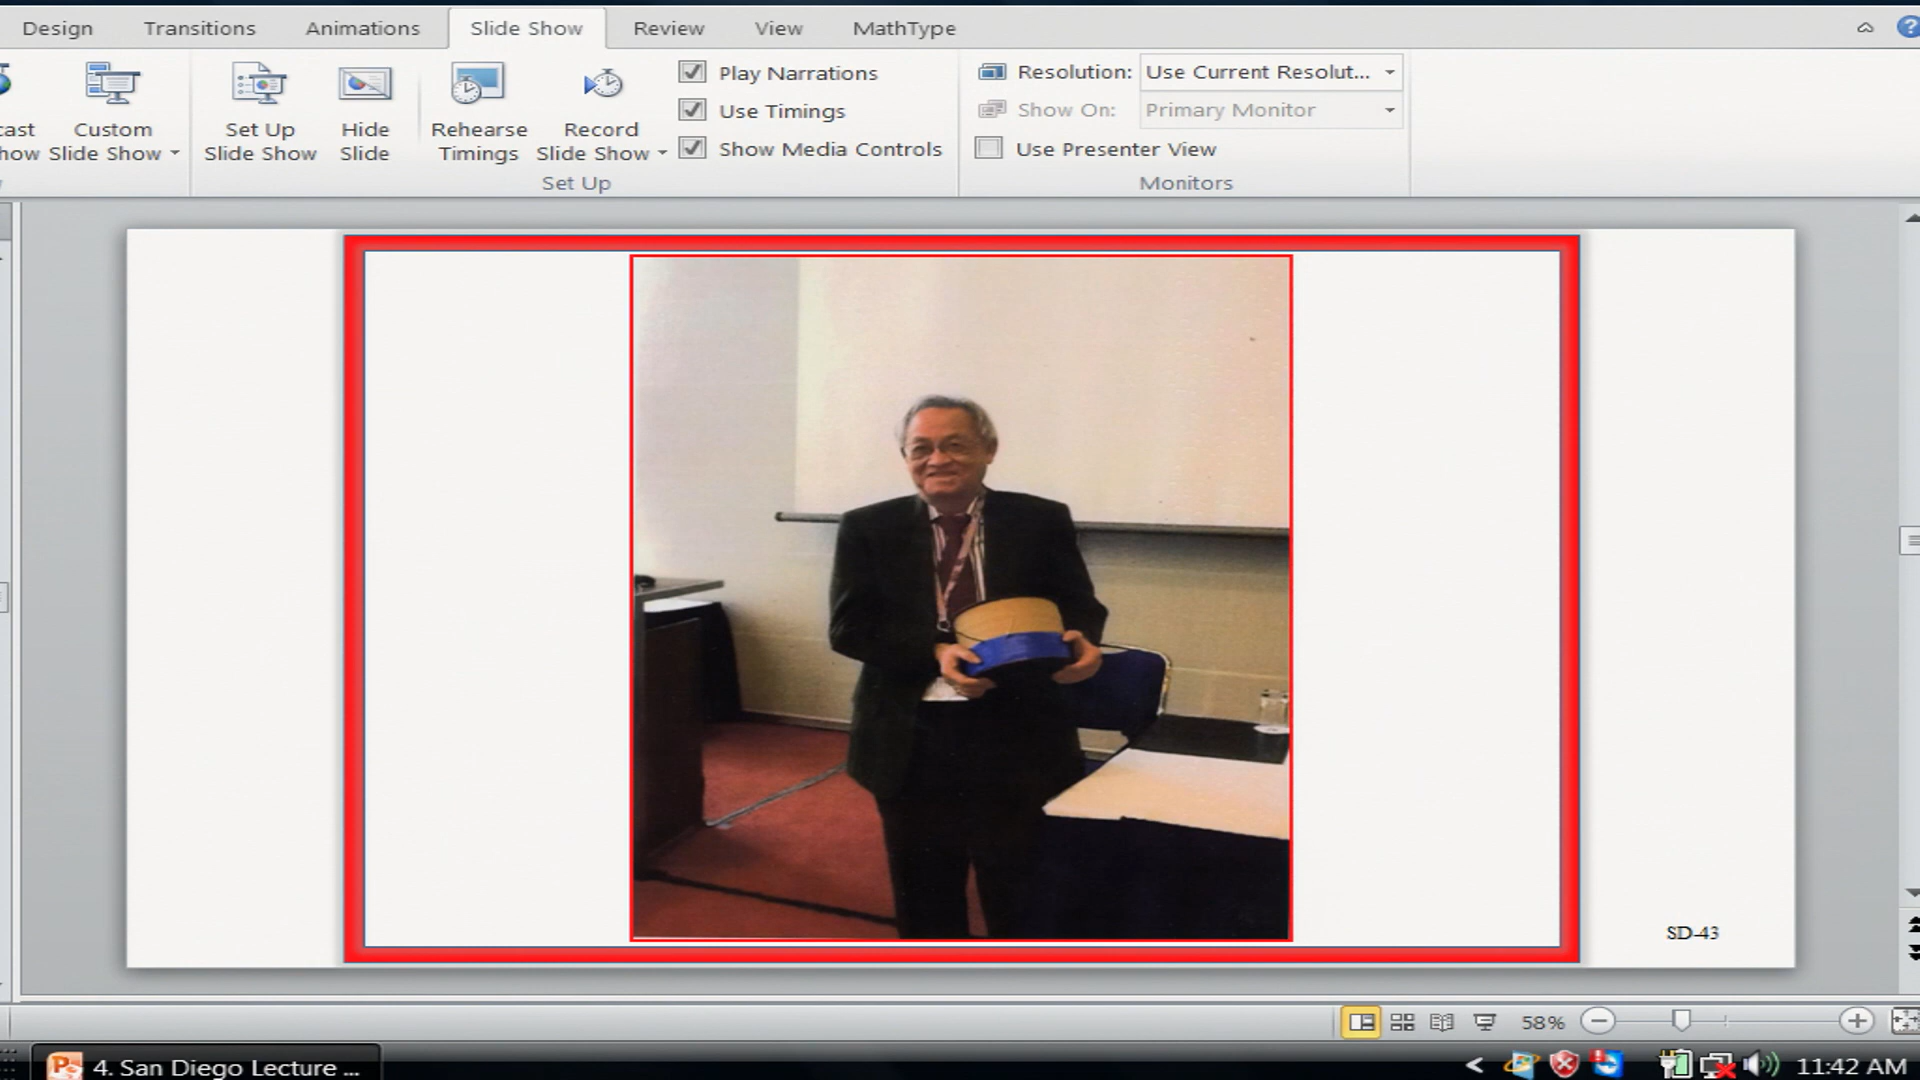 Design Transitions Animations Slide Show Review View MathType
Custom Slide Show
Set Up Slide Show
Hide Slide
Rehearse Timings
Record Slide Show
Play Narrations
Use Timings
Show Media Controls
Set Up
Resolution: Use Current Resolut...
Show On: Primary Monitor
Use Presenter View
Monitors
SD-43
58%
4. San Diego Lecture ...
11:42 AM